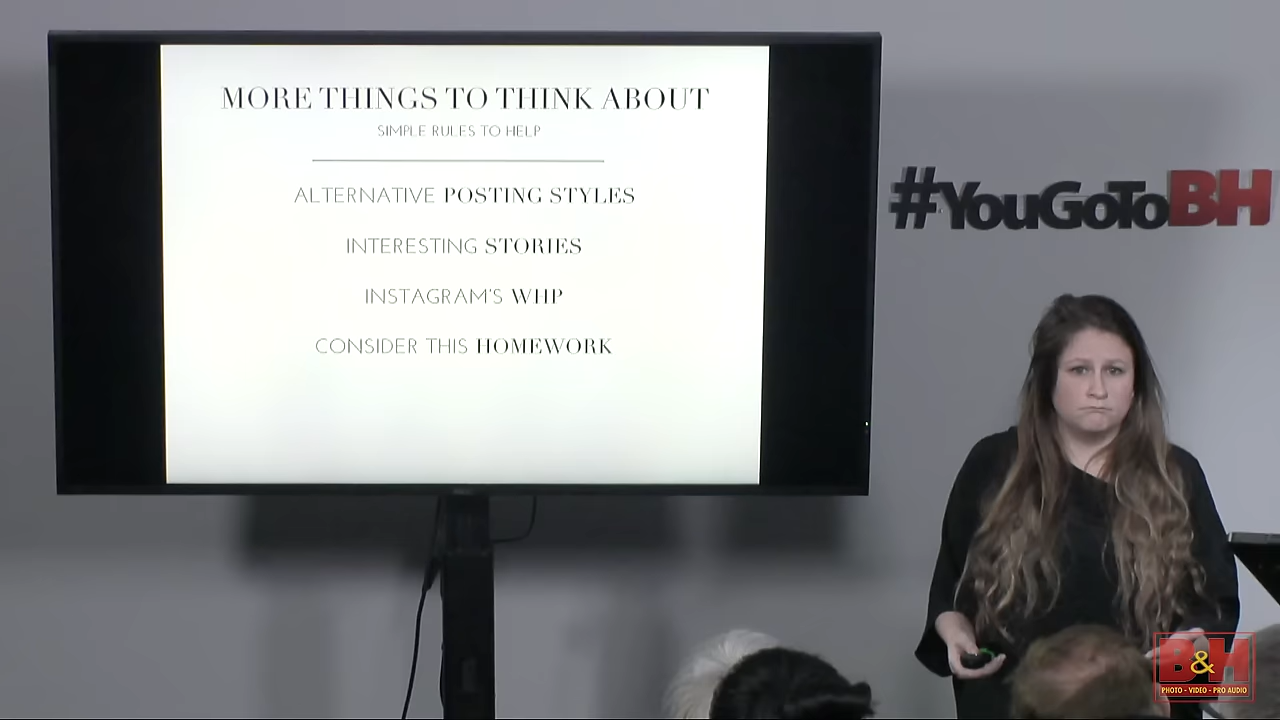 MORE THINGS TO THINK ABOUT
SIMPLE RULES TO HELP
ALTERNATIVE POSTING STYLES
INTERESTING STORIES
INSTAGRAM'S WHP
CONSIDER THIS HOMEWORK
#YouGoToBH
B&H
PHOTO - VIDEO - PRO AUDIO